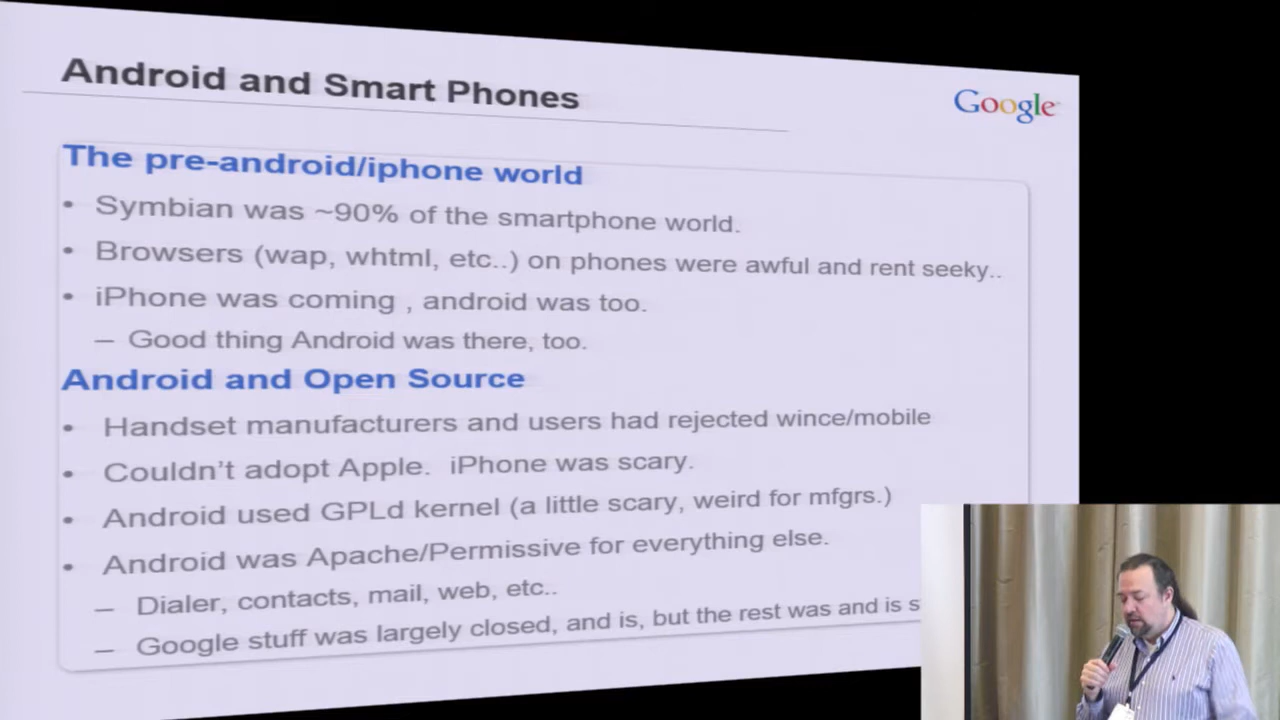 Android and Smart Phones
Google
The pre-android/iphone world
• Symbian was ~90% of the smartphone world.
• Browsers (wap, whtml, etc..) on phones were awful and rent seeky..
• iPhone was coming , android was too.
– Good thing Android was there, too.
Android and Open Source
• Handset manufacturers and users had rejected wince/mobile
• Couldn't adopt Apple. iPhone was scary.
• Android used GPLd kernel (a little scary, weird for mfgrs.)
• Android was Apache/Permissive for everything else.
– Dialer, contacts, mail, web, etc..
– Google stuff was largely closed, and is, but the rest was and is